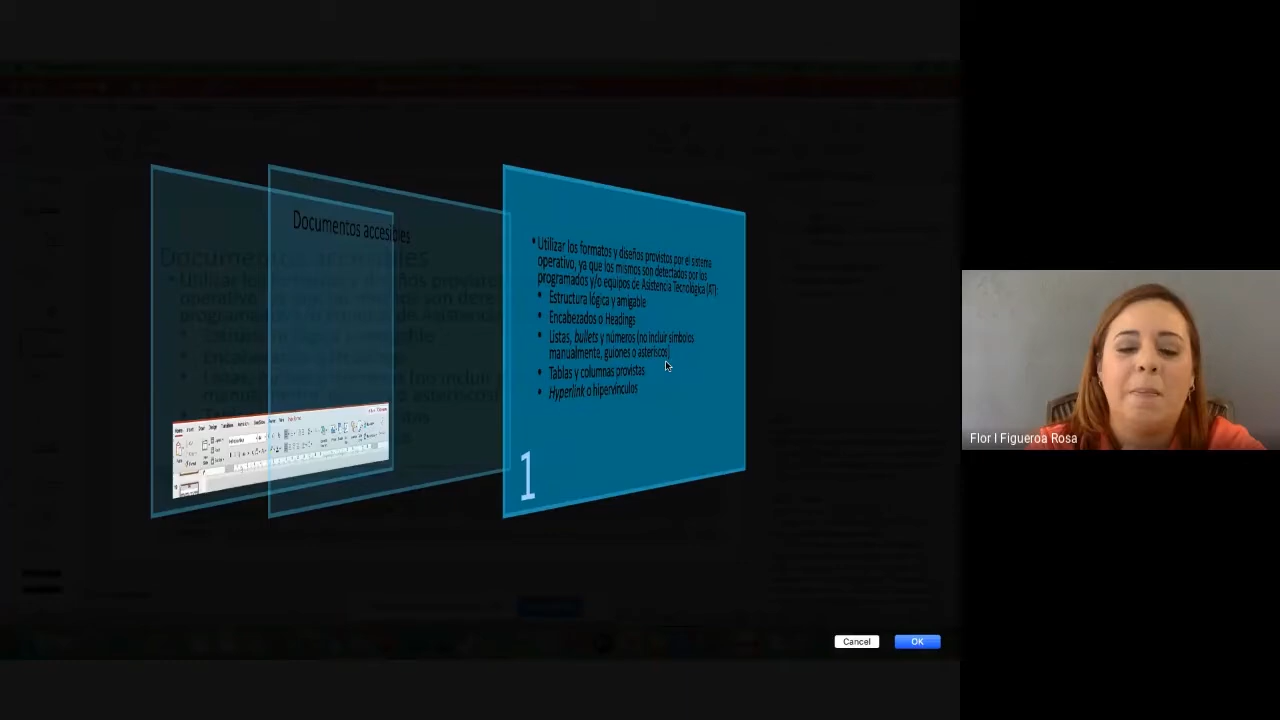 Documentos accesibles
• Utilizar los formatos y diseños provistos por el sistema
operativo, ya que los mismos son detectados por los
programados y/o equipos de Asistencia Tecnológica (AT):
• Estructura lógica y amigable
• Encabezados o Headings
• Listas, bullets y números (no incluir símbolos
manualmente, guiones o asteriscos)
• Tablas y columnas provistas
• Hyperlink o hipervínculos
1
Cancel
OK
Flor I Figueroa Rosa